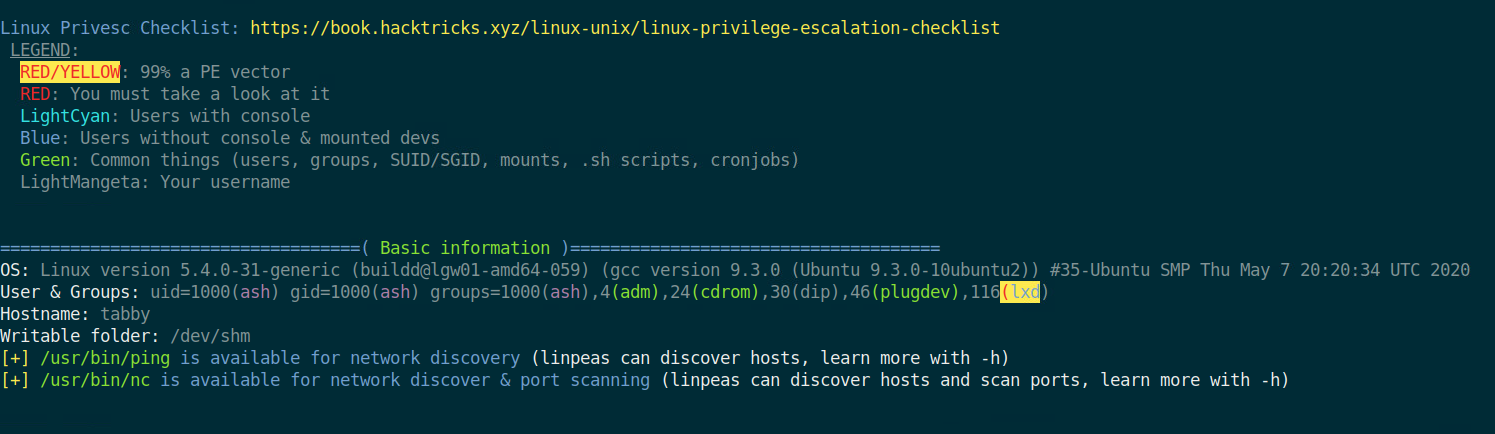 Linux Privesc Checklist: https://book.hacktricks.xyz/linux-unix/linux-privilege-escalation-checklist
LEGEND:
RED/YELLOW: 99% a PE vector
RED: You must take a look at it
LightCyan: Users with console
Blue: Users without console & mounted devs
Green: Common things (users, groups, SUID/SGID, mounts, .sh scripts, cronjobs)
LightMangeta: Your username
====================================( Basic information )=====================================
OS: Linux version 5.4.0-31-generic (buildd@lgw01-amd64-059) (gcc version 9.3.0 (Ubuntu 9.3.0-10ubuntu2)) #35-Ubuntu SMP Thu May 7 20:20:34 UTC 2020
User & Groups: uid=1000(ash) gid=1000(ash) groups=1000(ash),4(adm),24(cdrom),30(dip),46(plugdev),116(lxd)
Hostname: tabby
Writable folder: /dev/shm
[+] /usr/bin/ping is available for network discovery (linpeas can discover hosts, learn more with -h)
[+] /usr/bin/nc is available for network discover & port scanning (linpeas can discover hosts and scan ports, learn more with -h)